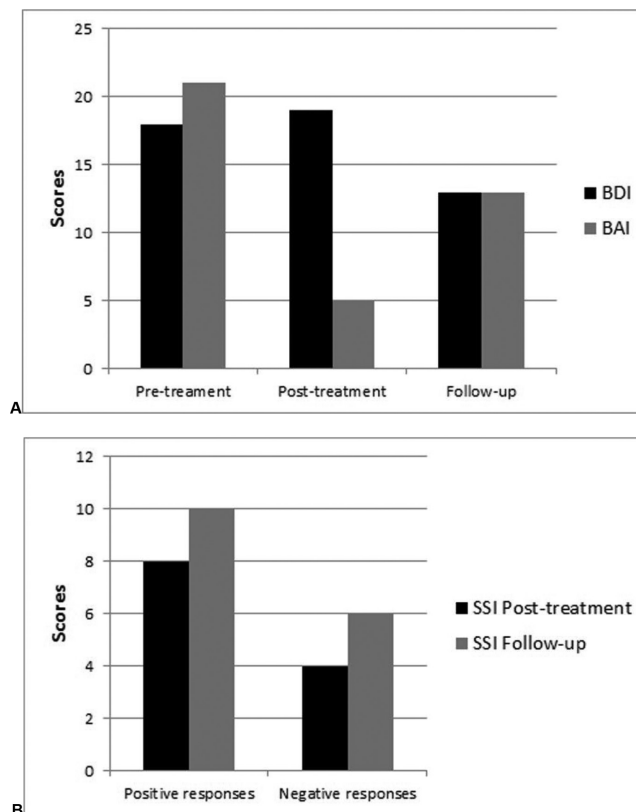 25
20
15
10
5
0
Scores
Pre-treament
Post-treatment
Follow-up
BDI
BAI
A
12
10
8
6
4
2
0
Scores
Positive responses
Negative responses
SSI Post-treatment
SSI Follow-up
B